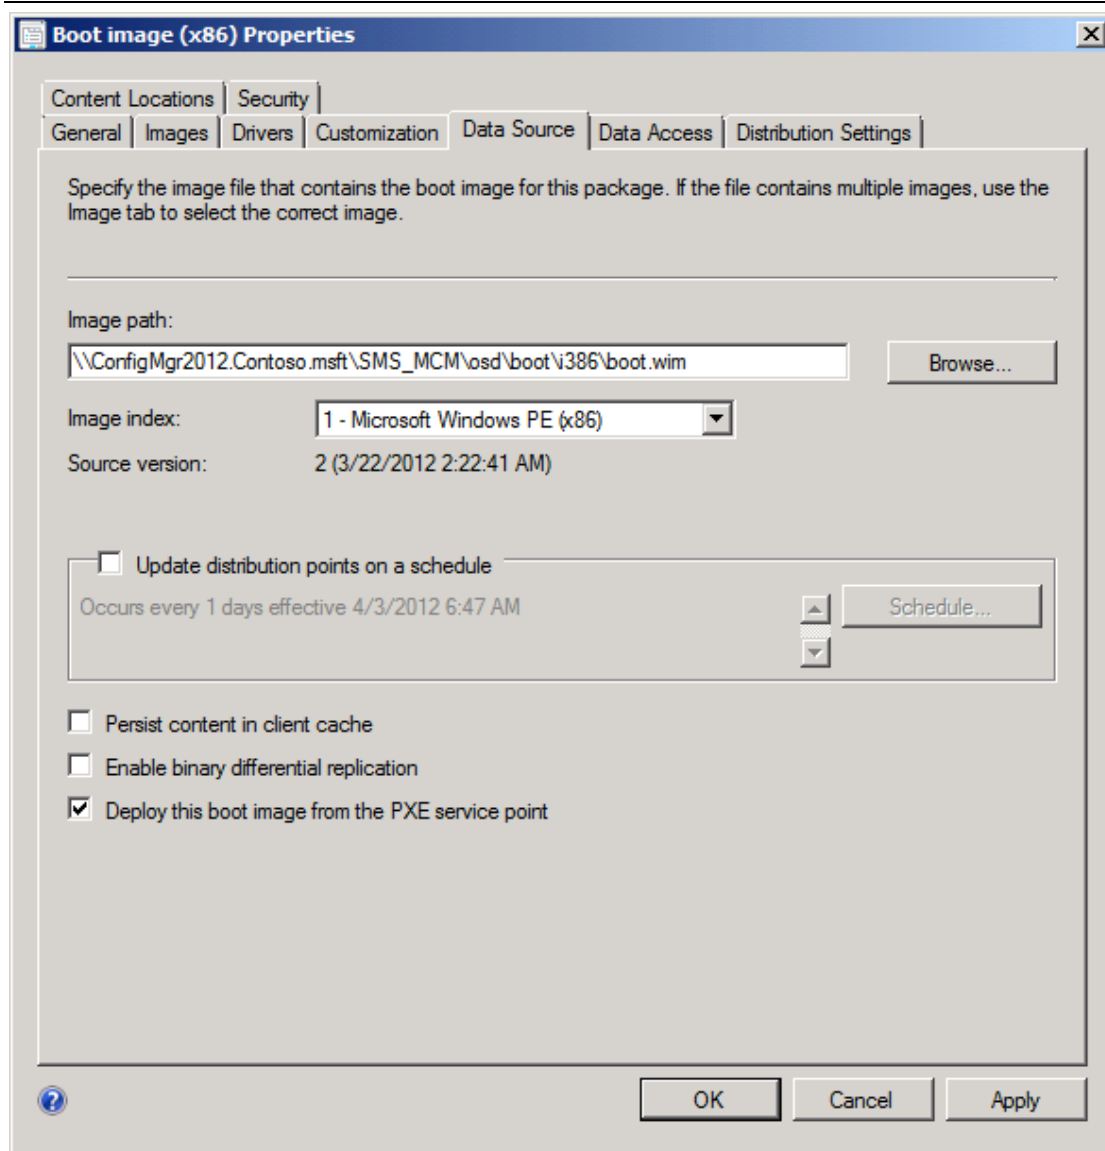 Boot image (x86) Properties
Content Locations Security
General Images Drivers Customization Data Source Data Access Distribution Settings
Specify the image file that contains the boot image for this package. If the file contains multiple images, use the
Image tab to select the correct image.
Image path:
\\ConfigMgr2012.Contoso.msft\SMS_MCM\osd\boot\i386\boot.wim
Browse...
Image index:
1 - Microsoft Windows PE (x86)
Source version:
2 (3/22/2012 2:22:41 AM)
Update distribution points on a schedule
Occurs every 1 days effective 4/3/2012 6:47 AM
Schedule...
Persist content in client cache
Enable binary differential replication
Deploy this boot image from the PXE service point
OK Cancel Apply